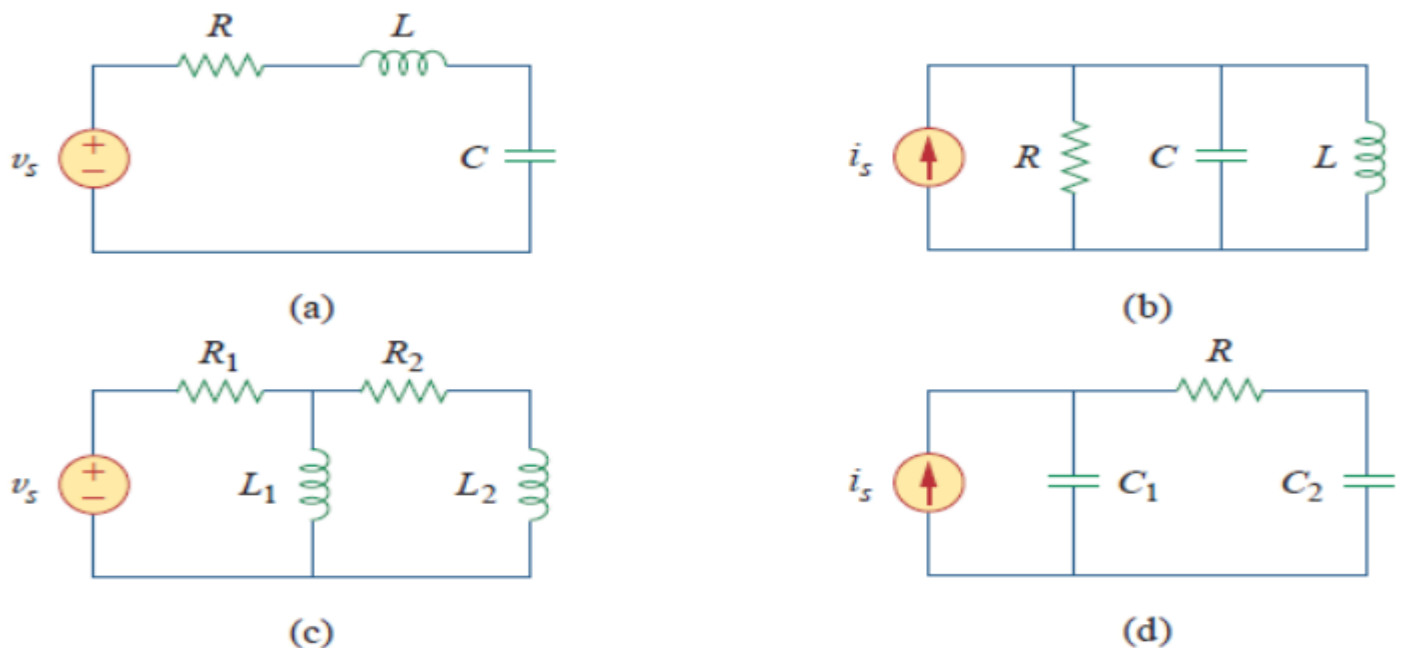 R L
v_s + − C
i_s R C L
(a) (b)
R_1 R_2
v_s + − L_1 L_2
R
i_s C_1 C_2
(c) (d)